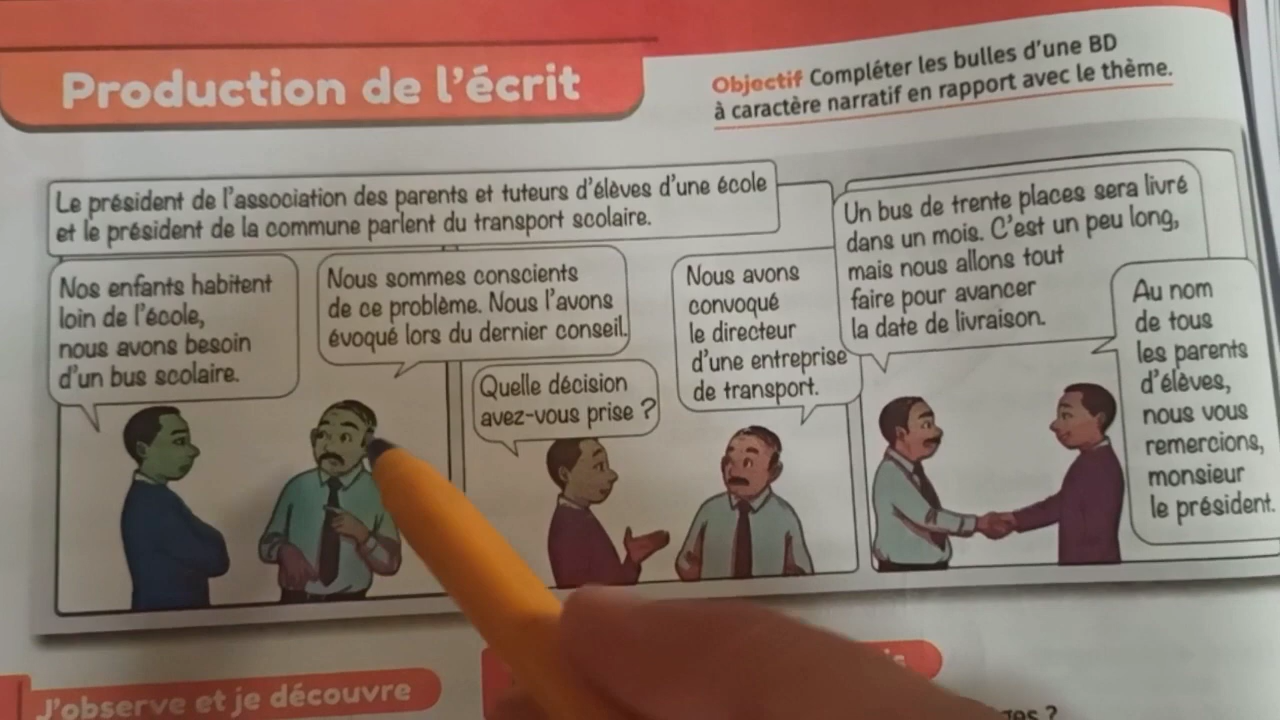 Production de l'écrit
Objectif Compléter les bulles d'une BD
à caractère narratif en rapport avec le thème.
Le président de l'association des parents et tuteurs d'élèves d'une école
et le président de la commune parlent du transport scolaire.
Nos enfants habitent
loin de l'école,
nous avons besoin
d'un bus scolaire.
Nous sommes conscients
de ce problème. Nous l'avons
évoqué lors du dernier conseil.
Quelle décision
avez-vous prise ?
Nous avons
convoqué
le directeur
d'une entreprise
de transport.
Un bus de trente places sera livré
dans un mois. C'est un peu long,
mais nous allons tout
faire pour avancer
la date de livraison.
Au nom
de tous
les parents
d'élèves,
nous vous
remercions,
monsieur
le président.
J'observe et je découvre